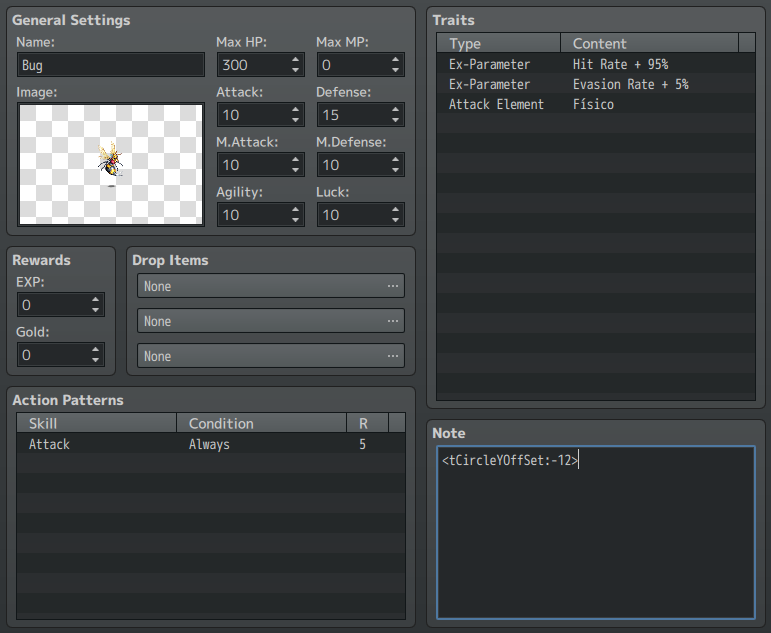 General Settings
Name:
Max HP:
Max MP:
Bug
300
0
Image:
Attack:
Defense:
10
15
M.Attack:
M.Defense:
10
10
Agility:
Luck:
10
10
Rewards
EXP:
0
Gold:
0
Drop Items
None ...
None ...
None ...
Action Patterns
Skill Condition R
Attack Always 5
Traits
Type Content
Ex-Parameter Hit Rate + 95%
Ex-Parameter Evasion Rate + 5%
Attack Element Físico
Note
<tCircleYOffSet:-12>